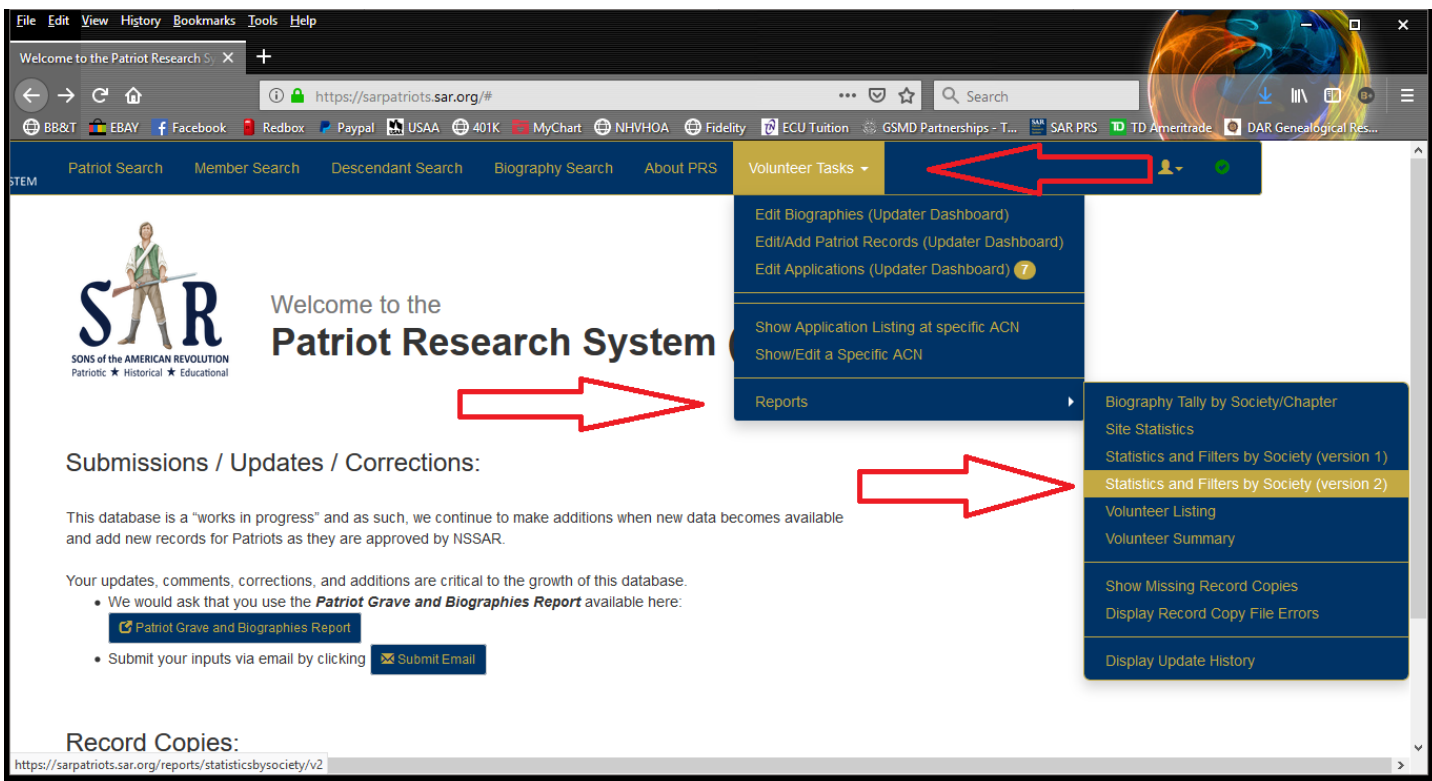 File Edit View History Bookmarks Tools Help
Welcome to the Patriot Research Sy
https://sarpatriots.sar.org/#
Search
BB&T EBAY Facebook Redbox Paypal USAA 401K MyChart NHVHOA Fidelity ECU Tuition GSMD Partnerships - T... SAR PRS TD Ameritrade DAR Genealogical Res...
STEM Patriot Search Member Search Descendant Search Biography Search About PRS Volunteer Tasks
Edit Biographies (Updater Dashboard)
Edit/Add Patriot Records (Updater Dashboard)
Edit Applications (Updater Dashboard) 7
Show Application Listing at specific ACN
Show/Edit a Specific ACN
Reports
Biography Tally by Society/Chapter
Site Statistics
Statistics and Filters by Society (version 1)
Statistics and Filters by Society (version 2)
Volunteer Listing
Volunteer Summary
Show Missing Record Copies
Display Record Copy File Errors
Display Update History
SAR
SONS of the AMERICAN REVOLUTION
Patriotic ★ Historical ★ Educational
Welcome to the
Patriot Research System (
Submissions / Updates / Corrections:
This database is a “works in progress” and as such, we continue to make additions when new data becomes available
and add new records for Patriots as they are approved by NSSAR.
Your updates, comments, corrections, and additions are critical to the growth of this database.
• We would ask that you use the Patriot Grave and Biographies Report available here:
Patriot Grave and Biographies Report
• Submit your inputs via email by clicking Submit Email
Record Copies:
https://sarpatriots.sar.org/reports/statisticsbysociety/v2